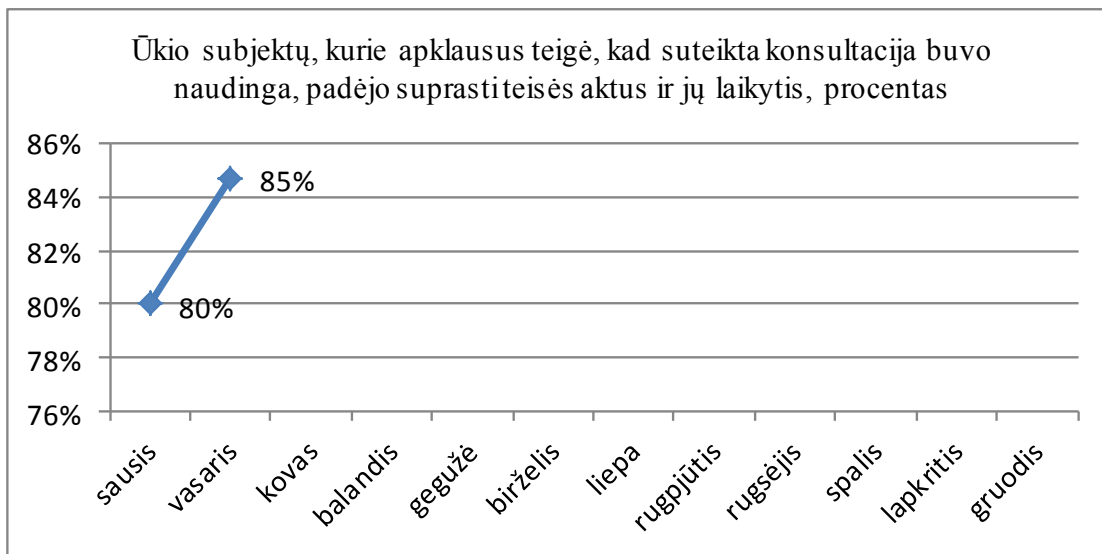 Ūkio subjektų, kurie apklausus teigė, kad suteikta konsultacija buvo
naudinga, padėjo suprasti teisės aktus ir jų laikytis, procentas
86%
84%
82%
80%
78%
76%
85%
80%
sausis
vasaris
kovas
balandis
gegužė
birželis
liepa
rugpjūtis
rugsėjis
spalis
lapkritis
gruodis